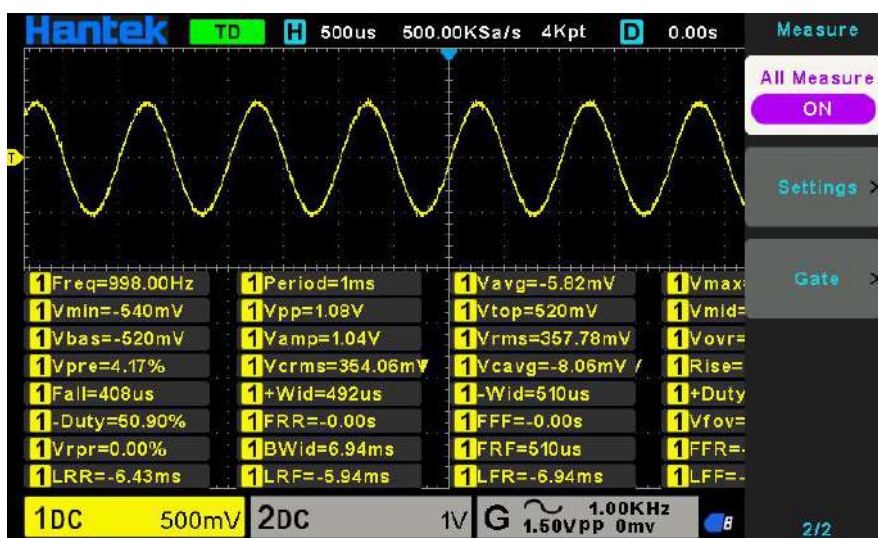 Hantek TD H 500us 500.00KSa/s 4Kpt D 0.00s Measure
All Measure
ON
T
Settings >
Gate >
1 Freq=998.00Hz 1 Period=1ms 1 Vavg=-5.82mV 1 Vmax
1 Vmin=-540mV 1 Vpp=1.08V 1 Vtop=520mV 1 Vmid=
1 Vbas=-520mV 1 Vamp=1.04V 1 Vrms=357.78mV 1 Vovr=
1 Vpre=4.17% 1 Vcrms=354.06mV 1 Vcavg=-8.06mV 1 Rise=
1 Fall=408us 1 +Wid=492us 1 -Wid=510us 1 +Duty
1 -Duty=50.90% 1 FRR=-0.00s 1 FFF=-0.00s 1 Vfov=
1 Vrpr=0.00% 1 BWid=6.94ms 1 FRF=510us 1 FFR=-
1 LRR=-6.43ms 1 LRF=-5.94ms 1 LFR=-6.94ms 1 LFF=-
1DC 500mV 2DC 1V G 1.00KHz
1.50VPP 0mv
2/2